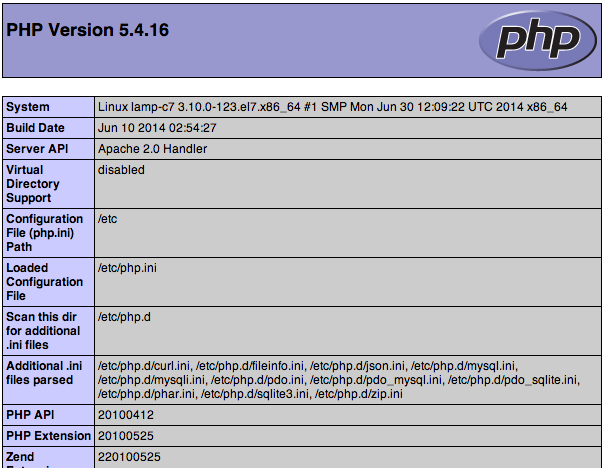 PHP Version 5.4.16
php
System Linux lamp-c7 3.10.0-123.el7.x86_64 #1 SMP Mon Jun 30 12:09:22 UTC 2014 x86_64
Build Date Jun 10 2014 02:54:27
Server API Apache 2.0 Handler
Virtual disabled
Directory
Support
Configuration /etc
File (php.ini)
Path
Loaded /etc/php.ini
Configuration
File
Scan this dir /etc/php.d
for additional
.ini files
Additional .ini /etc/php.d/curl.ini, /etc/php.d/fileinfo.ini, /etc/php.d/json.ini, /etc/php.d/mysql.ini,
files parsed /etc/php.d/mysqli.ini, /etc/php.d/pdo.ini, /etc/php.d/pdo_mysql.ini, /etc/php.d/pdo_sqlite.ini,
/etc/php.d/phar.ini, /etc/php.d/sqlite3.ini, /etc/php.d/zip.ini
PHP API 20100412
PHP Extension 20100525
Zend 220100525